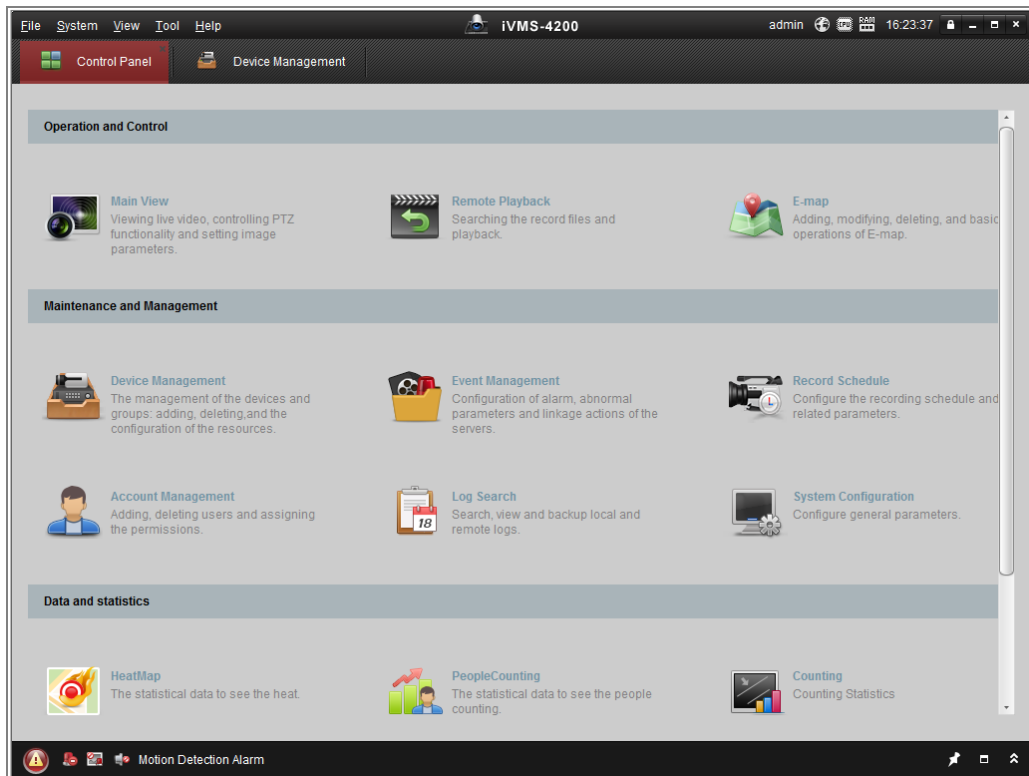 File System View Tool Help iVMS-4200 admin CPU RAM 16:23:37
Control Panel Device Management
Operation and Control
Main View
Viewing live video, controlling PTZ
functionality and setting image
parameters.
Remote Playback
Searching the record files and
playback.
E-map
Adding, modifying, deleting, and basic
operations of E-map.
Maintenance and Management
Device Management
The management of the devices and
groups: adding, deleting,and the
configuration of the resources.
Event Management
Configuration of alarm, abnormal
parameters and linkage actions of the
servers.
Record Schedule
Configure the recording schedule and
related parameters.
Account Management
Adding, deleting users and assigning
the permissions.
18
Log Search
Search, view and backup local and
remote logs.
System Configuration
Configure general parameters.
Data and statistics
HeatMap
The statistical data to see the heat.
PeopleCounting
The statistical data to see the people
counting.
Counting
Counting Statistics
Motion Detection Alarm